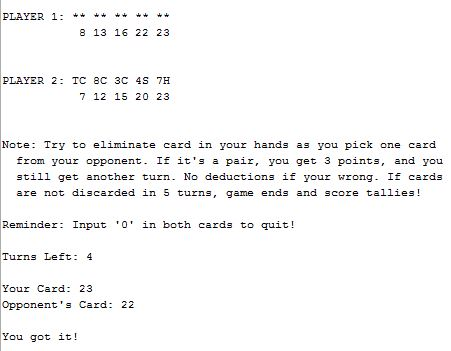 PLAYER 1: ** ** ** ** **
8 13 16 22 23
PLAYER 2: TC 8C 3C 4S 7H
7 12 15 20 23
Note: Try to eliminate card in your hands as you pick one card
from your opponent. If it's a pair, you get 3 points, and you
still get another turn. No deductions if your wrong. If cards
are not discarded in 5 turns, game ends and score tallies!
Reminder: Input '0' in both cards to quit!
Turns Left: 4
Your Card: 23
Opponent's Card: 22
You got it!